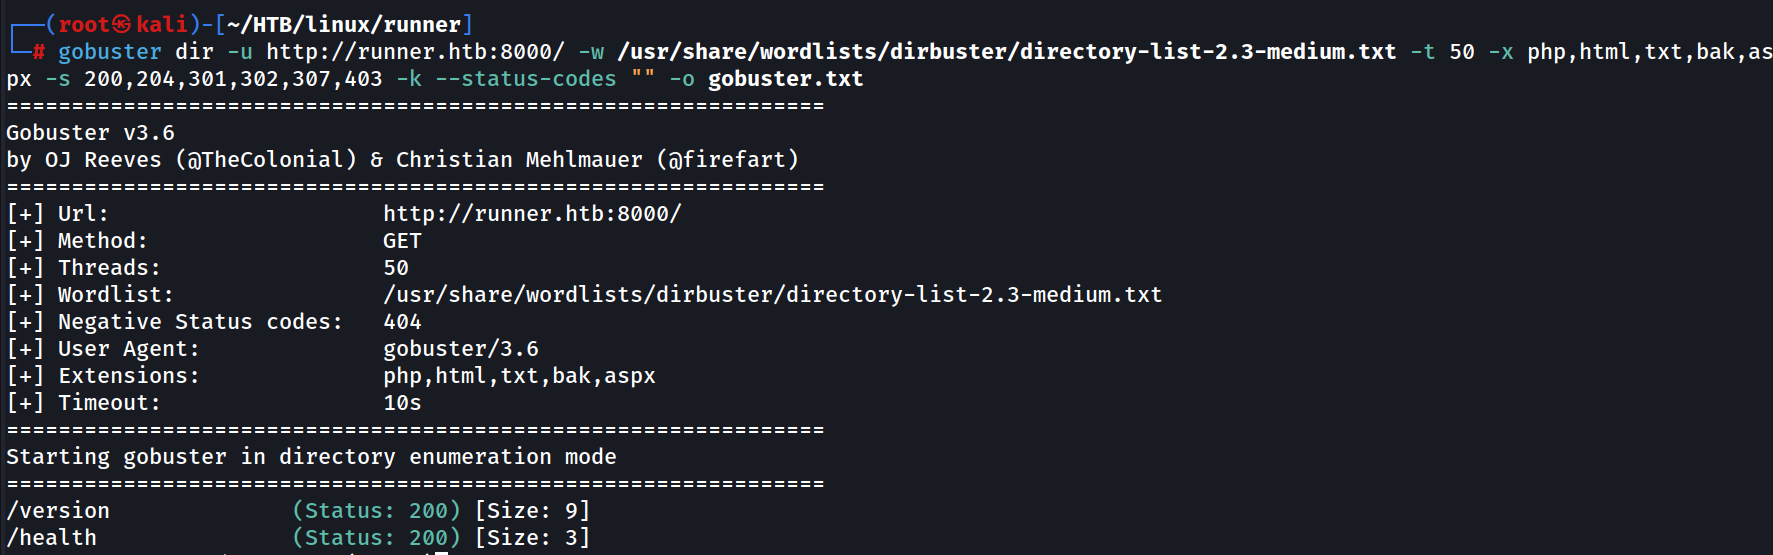 ┌──(root㉿kali)-[~/HTB/linux/runner]
└─# gobuster dir -u http://runner.htb:8000/ -w /usr/share/wordlists/dirbuster/directory-list-2.3-medium.txt -t 50 -x php,html,txt,bak,as
px -s 200,204,301,302,307,403 -k --status-codes "" -o gobuster.txt
===============================================================
Gobuster v3.6
by OJ Reeves (@TheColonial) & Christian Mehlmauer (@firefart)
===============================================================
[+] Url:                     http://runner.htb:8000/
[+] Method:                  GET
[+] Threads:                 50
[+] Wordlist:                /usr/share/wordlists/dirbuster/directory-list-2.3-medium.txt
[+] Negative Status codes:   404
[+] User Agent:              gobuster/3.6
[+] Extensions:              php,html,txt,bak,aspx
[+] Timeout:                 10s
===============================================================
Starting gobuster in directory enumeration mode
===============================================================
/version              (Status: 200) [Size: 9]
/health               (Status: 200) [Size: 3]